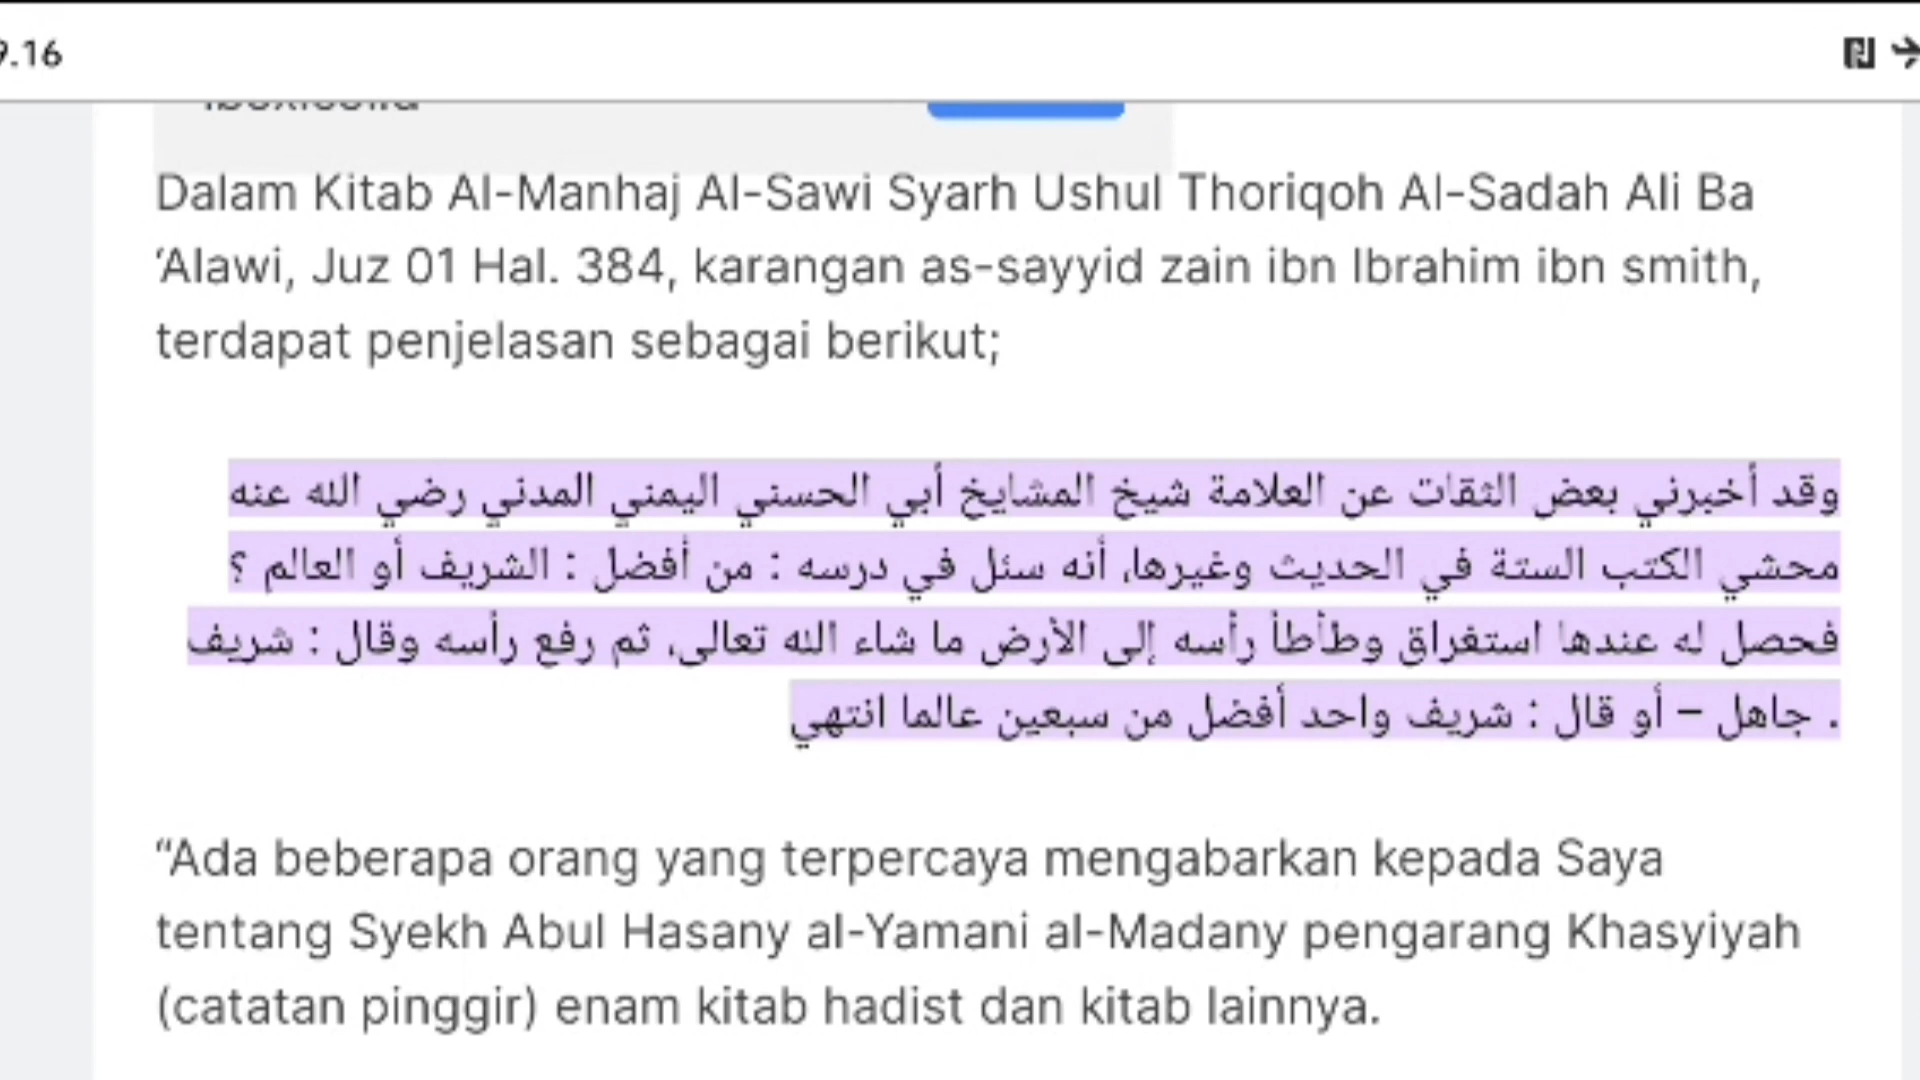 9.16
Dalam Kitab Al-Manhaj Al-Sawi Syarh Ushul Thoriqoh Al-Sadah Ali Ba
‘Alawi, Juz 01 Hal. 384, karangan as-sayyid zain ibn Ibrahim ibn smith,
terdapat penjelasan sebagai berikut;
وقد أخبرني بعض الثقات عن العلامة شيخ المشايخ أبي الحسني اليمني المدني رضي الله عنه
محشي الكتب الستة في الحديث وغيرها، أنه سئل في درسه : من أفضل : الشريف أو العالم ؟
فحصل له عندها استغراق وطأطأ رأسه إلى الأرض ما شاء الله تعالى، ثم رفع رأسه وقال : شريف
. جاهل – أو قال : شريف واحد أفضل من سبعين عالما انتهي
“Ada beberapa orang yang terpercaya mengabarkan kepada Saya
tentang Syekh Abul Hasany al-Yamani al-Madany pengarang Khasyiyah
(catatan pinggir) enam kitab hadist dan kitab lainnya.